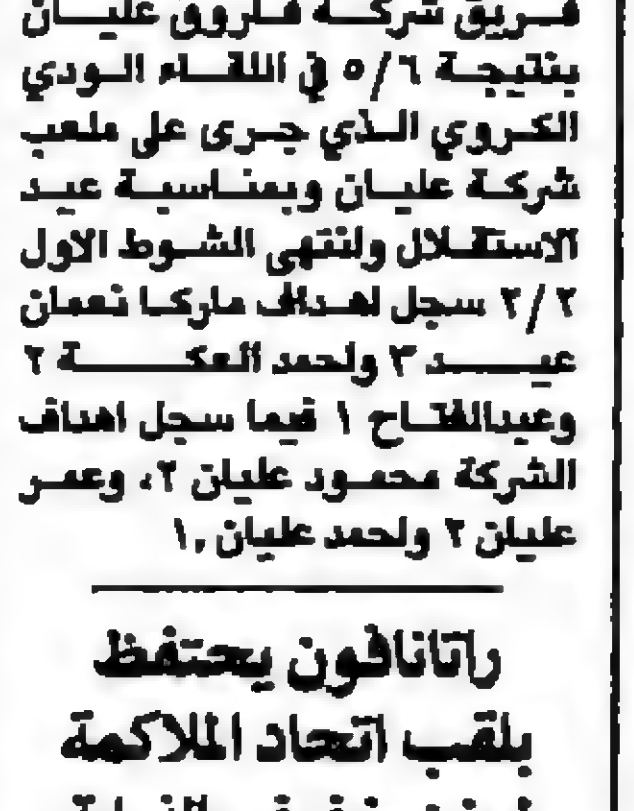 فريق شركة فاروق عليان
بنتيجة ٥/٦ في اللقاء الودي
الكروي الذي جرى على ملعب
شركة عليان وبمناسبة عيد
الاستقلال وانتهى الشوط الاول
٢/٢ سجل اهداف ماركا نعمان
عيد ٣ واحمد العكة ٢
وعبدالفتاح ١ فيما سجل اهداف
الشركة محمود عليان ٢، وعمر
عليان ٢ واحمد عليان ١.
راتانافون يحتفظ
بلقب اتحاد الملاكمة